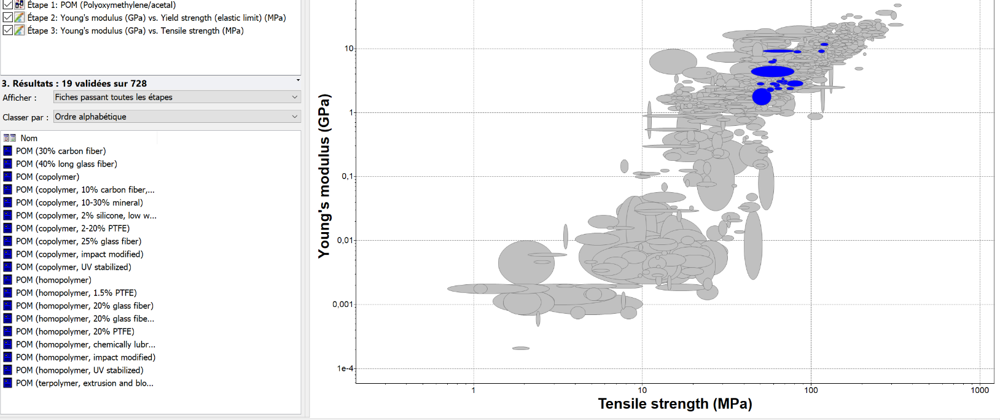 Étape 1: POM (Polyoxymethylene/acetal)
Étape 2: Young's modulus (GPa) vs. Yield strength (elastic limit) (MPa)
Étape 3: Young's modulus (GPa) vs. Tensile strength (MPa)
3. Résultats : 19 validées sur 728
Afficher : Fiches passant toutes les étapes
Classer par : Ordre alphabétique
Nom
POM (30% carbon fiber)
POM (40% long glass fiber)
POM (copolymer)
POM (copolymer, 10% carbon fiber,...
POM (copolymer, 10-30% mineral)
POM (copolymer, 2% silicone, low w...
POM (copolymer, 2-20% PTFE)
POM (copolymer, 25% glass fiber)
POM (copolymer, impact modified)
POM (copolymer, UV stabilized)
POM (homopolymer)
POM (homopolymer, 1.5% PTFE)
POM (homopolymer, 20% glass fiber)
POM (homopolymer, 20% glass fibe...
POM (homopolymer, 20% PTFE)
POM (homopolymer, chemically lubr...
POM (homopolymer, impact modified)
POM (homopolymer, UV stabilized)
POM (terpolymer, extrusion and blo...
Young's modulus (GPa)
10
1
0,1
0,01
0,001
1e-4
1
10
100
1000
Tensile strength (MPa)